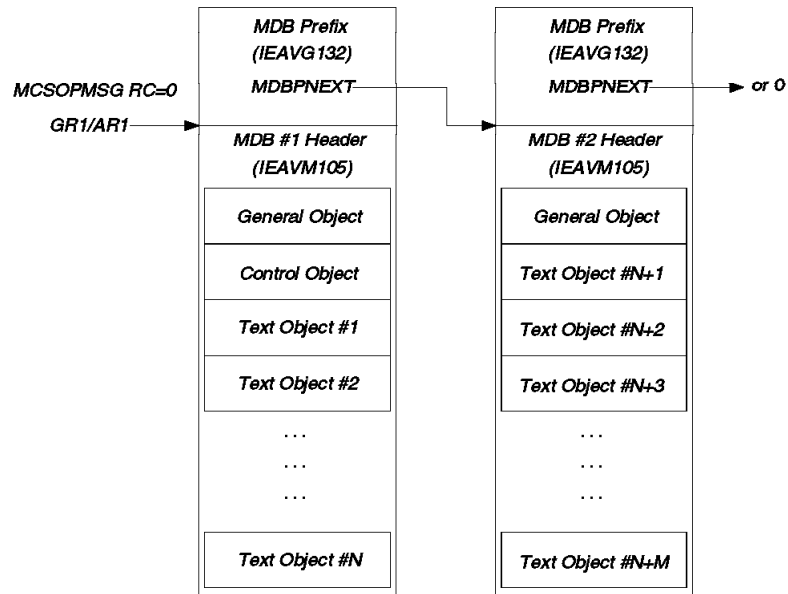 MCSOPMSG RC=0
GR1/AR1
MDB Prefix
(IEAVG132)
MDBPNEXT
MDB #1 Header
(IEAVM105)
General Object
Control Object
Text Object #1
Text Object #2
...
...
...
Text Object #N
MDB Prefix
(IEAVG132)
MDBPNEXT
or 0
MDB #2 Header
(IEAVM105)
General Object
Text Object #N+1
Text Object #N+2
Text Object #N+3
...
...
...
Text Object #N+M